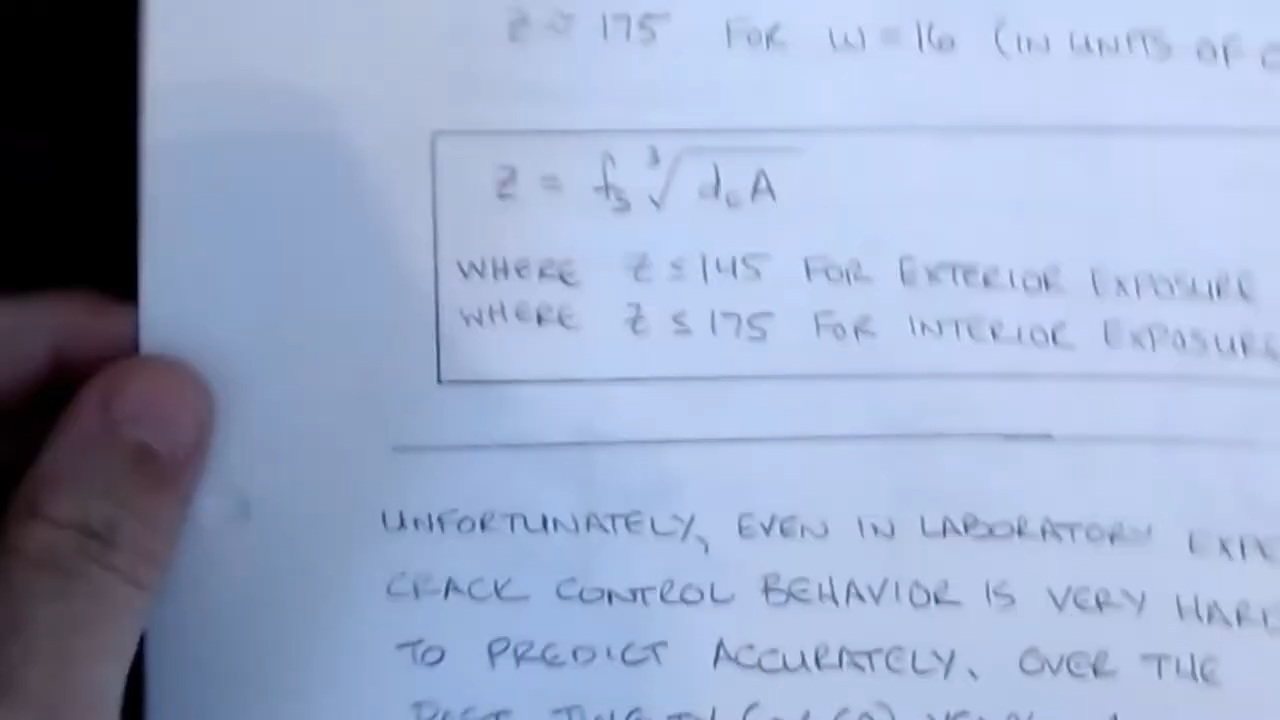 Z = 175 FOR W = 16 (IN UNITS OF
Z = fs ∛dcA
WHERE Z ≤ 145 FOR EXTERIOR EXPOSURE
WHERE Z ≤ 175 FOR INTERIOR EXPOSURE
UNFORTUNATELY, EVEN IN LABORATORY
CRACK CONTROL BEHAVIOR IS VERY HARD
TO PREDICT ACCURATELY. OVER THE